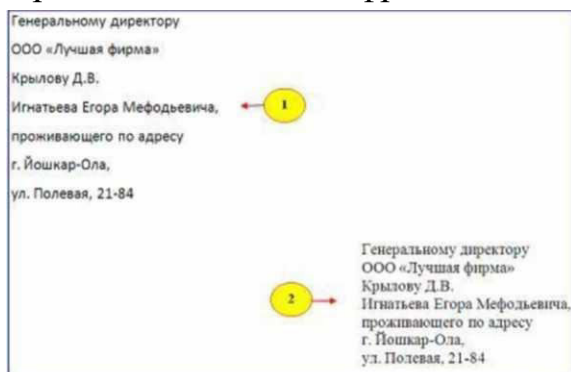 Генеральному директору
ООО «Лучшая фирма»
Крылову Д.В.
Игнатьева Егора Мефодьевича,
1
проживающего по адресу
г. Йошкар-Ола,
ул. Полевая, 21-84
Генеральному директору
ООО «Лучшая фирма»
Крылову Д.В.
2
Игнатьева Егора Мефодьевича,
проживающего по адресу
г. Йошкар-Ола,
ул. Полевая, 21-84